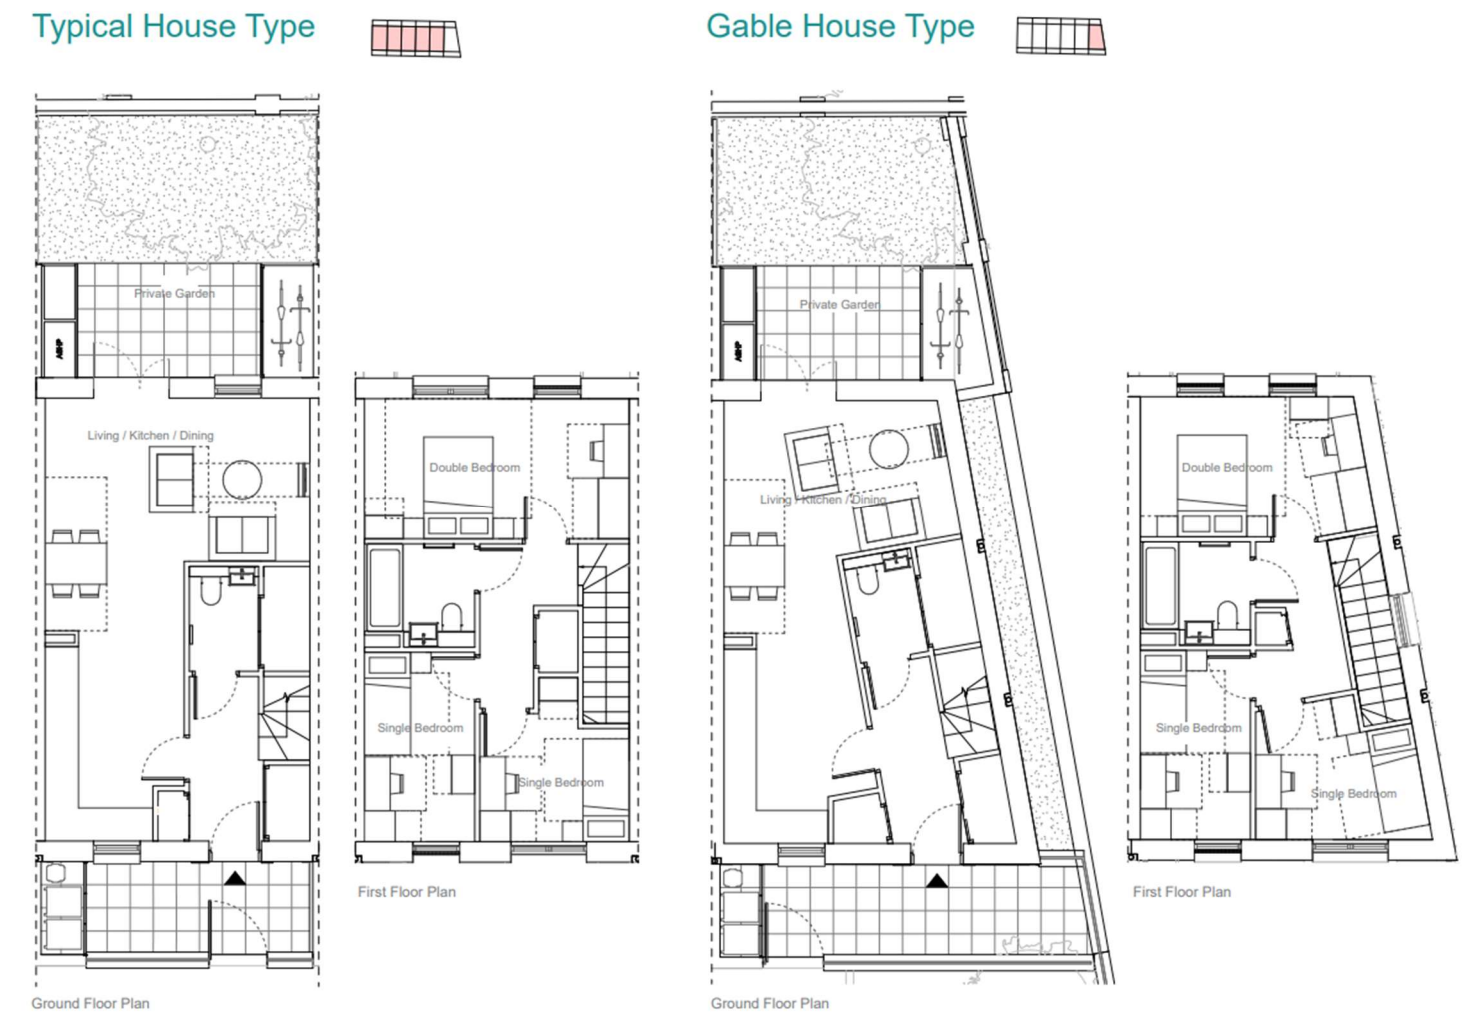 Typical House Type
Private Garden
ASHP
Living / Kitchen / Dining
Ground Floor Plan
Double Bedroom
Single Bedroom
Single Bedroom
First Floor Plan
Gable House Type
Private Garden
ASHP
Living / Kitchen / Dining
Ground Floor Plan
Double Bedroom
Single Bedroom
Single Bedroom
First Floor Plan